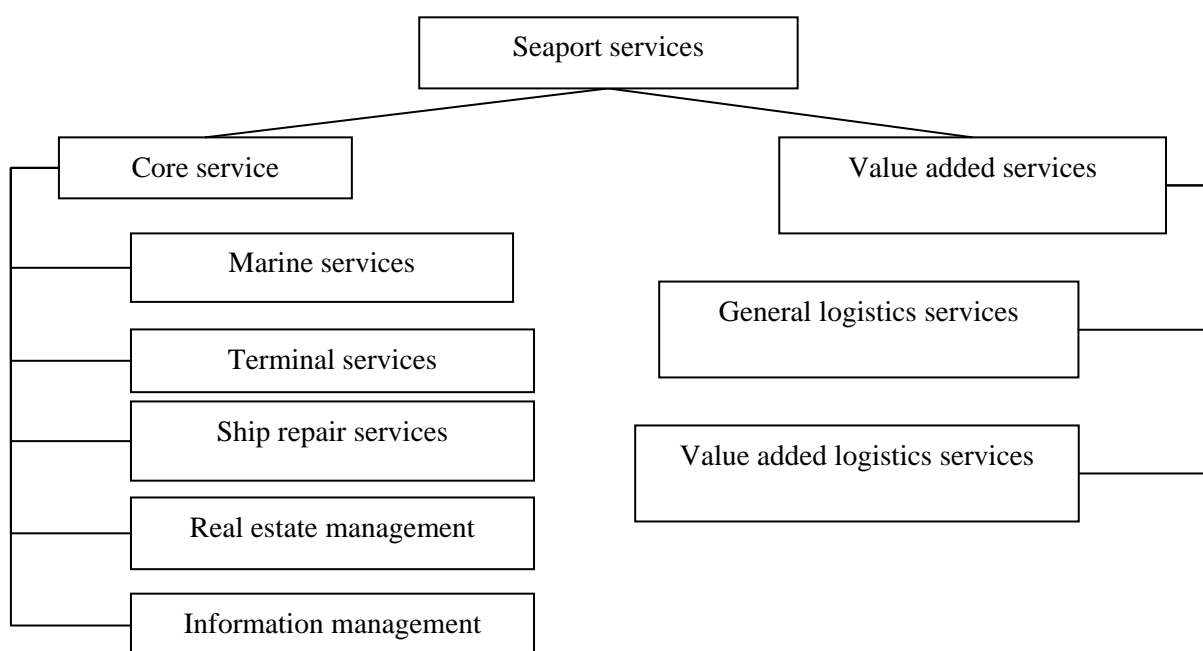 Seaport services
Core service
Value added services
Marine services
General logistics services
Terminal services
Ship repair services
Value added logistics services
Real estate management
Information management